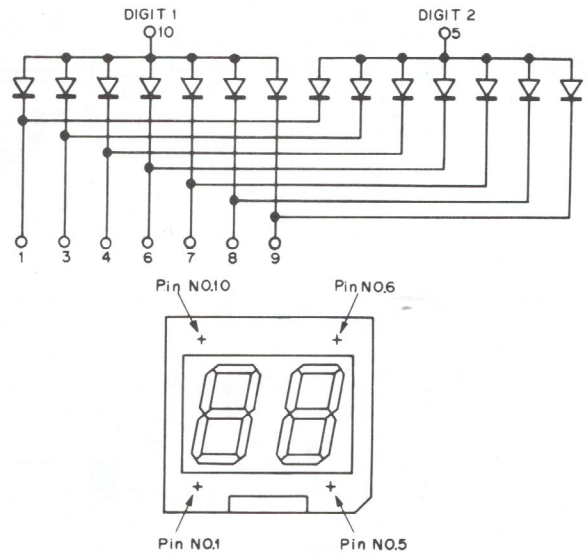 DIGIT 1 DIGIT 2
10 5
1 3 4 6 7 8 9
Pin NO.10 Pin NO.6
Pin NO.1 Pin NO.5